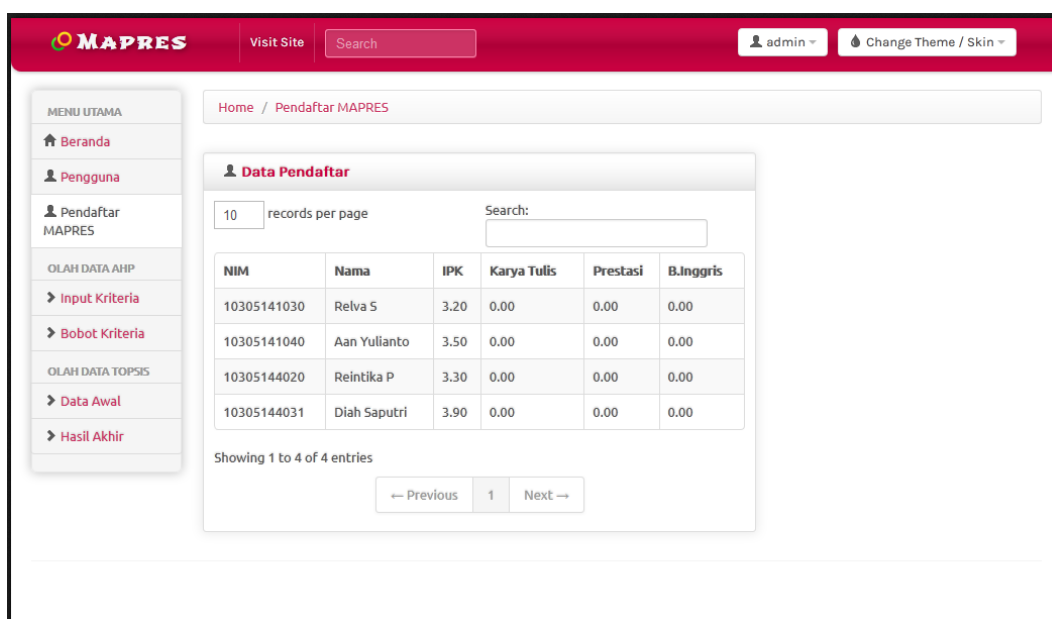 MAPRES Visit Site Search admin Change Theme / Skin
MENU UTAMA
Beranda
Pengguna
Pendaftar
MAPRES
OLAH DATA AHP
Input Kriteria
Bobot Kriteria
OLAH DATA TOPSIS
Data Awal
Hasil Akhir
Home / Pendaftar MAPRES
Data Pendaftar
10 records per page Search:
NIM Nama IPK Karya Tulis Prestasi B.Inggris
10305141030 Relva S 3.20 0.00 0.00 0.00
10305141040 Aan Yulianto 3.50 0.00 0.00 0.00
10305144020 Reintika P 3.30 0.00 0.00 0.00
10305144031 Diah Saputri 3.90 0.00 0.00 0.00
Showing 1 to 4 of 4 entries
← Previous 1 Next →